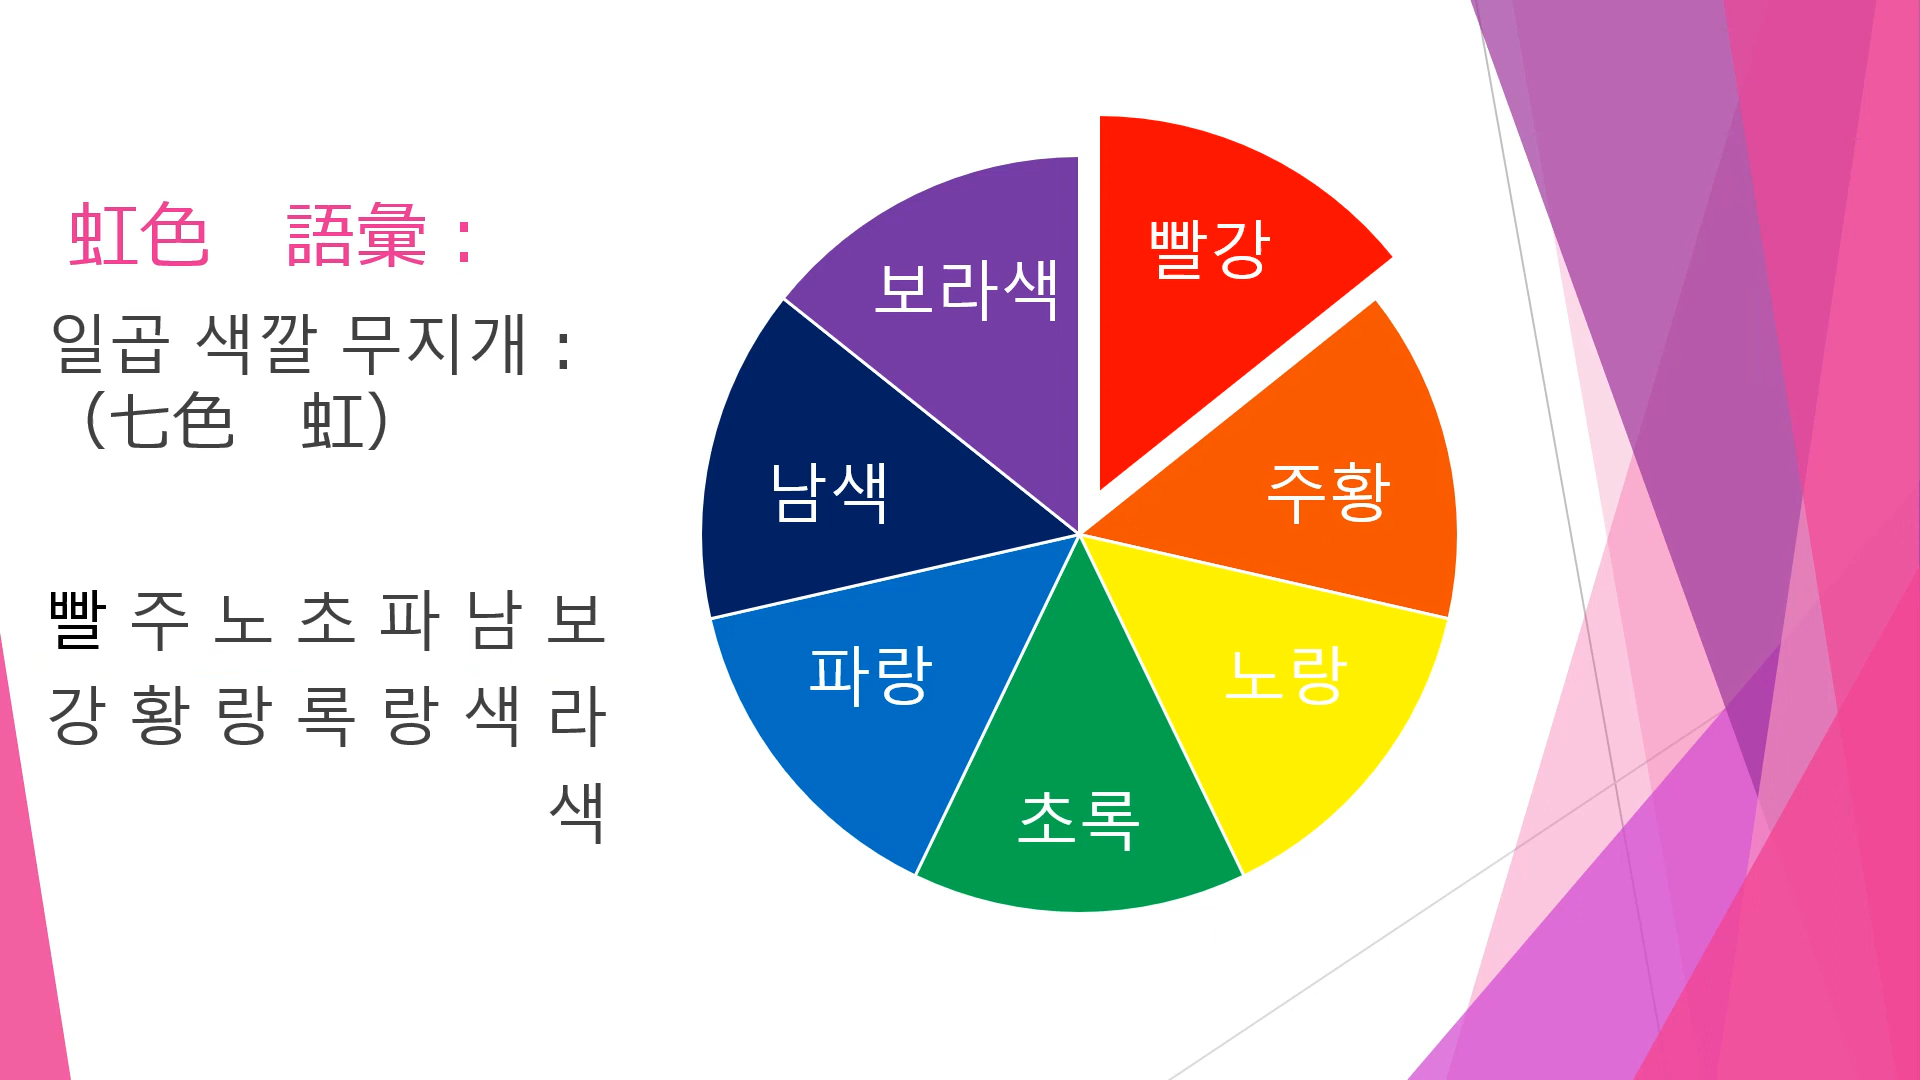 虹色　語彙 :
일곱 색깔 무지개 :
（七色　虹）
빨 주 노 초 파 남 보
강 황 랑 록 랑 색 라
색
빨강
주황
노랑
초록
파랑
남색
보라색